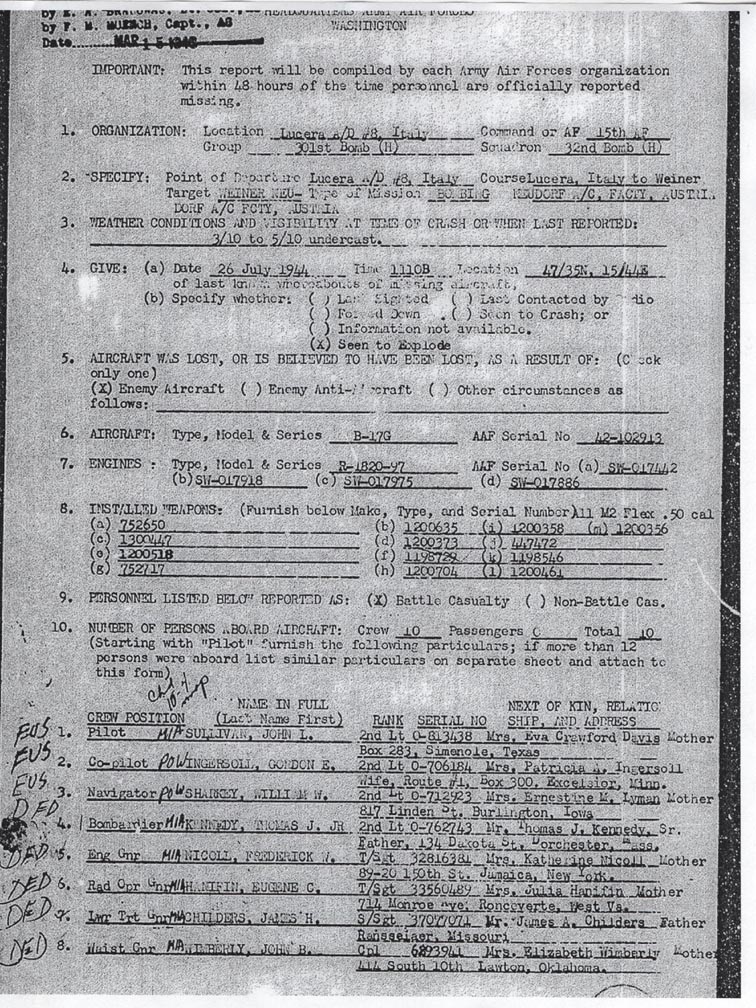 by F. M. MURSCH, Capt., AS
WASHINGTON
Date MAR 15 1946
IMPORTANT: This report will be compiled by each Army Air Forces organization
within 48 hours of the time personnel are officially reported
missing.
1. ORGANIZATION: Location Lucera A/D #8, Italy Command or AF 15th AF
Group 301st Bomb (H) Squadron 32nd Bomb (H)
2. SPECIFY: Point of Departure Lucera A/D #8, Italy Course Lucera, Italy to Weiner
Target WEINER NEU- Type of Mission BOMBING NEUDORF A/C, FACTY, AUSTRIA
DORF A/C FCTY, AUSTRIA
3. WEATHER CONDITIONS AND VISIBILITY AT TIME OF CRASH OR WHEN LAST REPORTED:
3/10 to 5/10 undercast.
4. GIVE: (a) Date 26 July 1944 Time 1110B Location 47/35N, 15/44E
of last known whereabouts of missing aircraft.
(b) Specify whether: ( ) Last Sighted ( ) Last Contacted by dio
( ) Forced Down ( ) Seen to Crash; or
( ) Information not available.
(X) Seen to Explode
5. AIRCRAFT WAS LOST, OR IS BELIEVED TO HAVE BEEN LOST, AS A RESULT OF: (C eck
only one)
(X) Enemy Aircraft ( ) Enemy Anti-Aircraft ( ) Other circumstances as
follows:
6. AIRCRAFT: Type, Model & Series B-17G AAF Serial No 42-102943
7. ENGINES : Type, Model & Series R-1820-97 AAF Serial No (a) SW-017442
(b) SW-017918 (c) SW-017975 (d) SW-017886
8. INSTALLED WEAPONS: (Furnish below Make, Type, and Serial Number) 11 M2 Flex .50 cal
(a) 752650 (b) 1200635 (i) 1200358 (m) 1200356
(c) 1300447 (d) 1200373 (j) 447472
(e) 1200518 (f) 1198729 (k) 1198546
(g) 752717 (h) 1200704 (l) 1200461
9. PERSONNEL LISTED BELOW REPORTED AS: (X) Battle Casualty ( ) Non-Battle Cas.
10. NUMBER OF PERSONS ABOARD AIRCRAFT: Crew 10 Passengers 0 Total 10
(Starting with "Pilot" furnish the following particulars; if more than 12
persons were aboard list similar particulars on separate sheet and attach to
this form)
NAME IN FULL NEXT OF KIN, RELATIO
CREW POSITION (Last Name First) RANK SERIAL NO SHIP, AND ADDRESS
EUS 1. Pilot MIA SULLIVAN, JOHN L. 2nd Lt O-813438 Mrs. Eva Crawford Davis Mother
Box 283, Simenole, Texas
EUS 2. Co-pilot POW INGERSOLL, GORDON E. 2nd Lt O-706184 Mrs. Patricia A. Ingersoll
Wife, Route #1, Box 300, Excelsior, Minn.
EUS 3. Navigator POW SHARKEY, WILLIAM W. 2nd Lt O-712923 Mrs. Ernestine M. Lyman Mother
817 Linden St. Burlington, Iowa
DED 4. Bombardier MIA KENNEDY, THOMAS J. JR 2nd Lt O-762743 Mr. Thomas J. Kennedy, Sr.
Father, 134 Dakota St. Dorchester, Mass.
DED 5. Eng Gnr MIA NICOLL, FREDERICK W. T/Sgt 32816381 Mrs. Katherine Nicoll Mother
89-20 150th St. Jamaica, New York.
DED 6. Rad Opr Gnr MIA HANIFIN, EUGENE C. T/Sgt 33560489 Mrs. Julia Hanifin Mother
714 Monroe Ave. Roncoverte, West Va.
DED 7. Lwr Trt Gnr MIA CHILDERS, JAMES H. S/Sgt 37077071 Mr. James A. Childers Father
Ransselaer, Missouri
DED 8. Waist Gnr MIA WIMBERLY, JOHN B. Cpl 6893941 Mrs. Elizabeth Wimberly Mother
414 South 10th Lawton, Oklahoma.